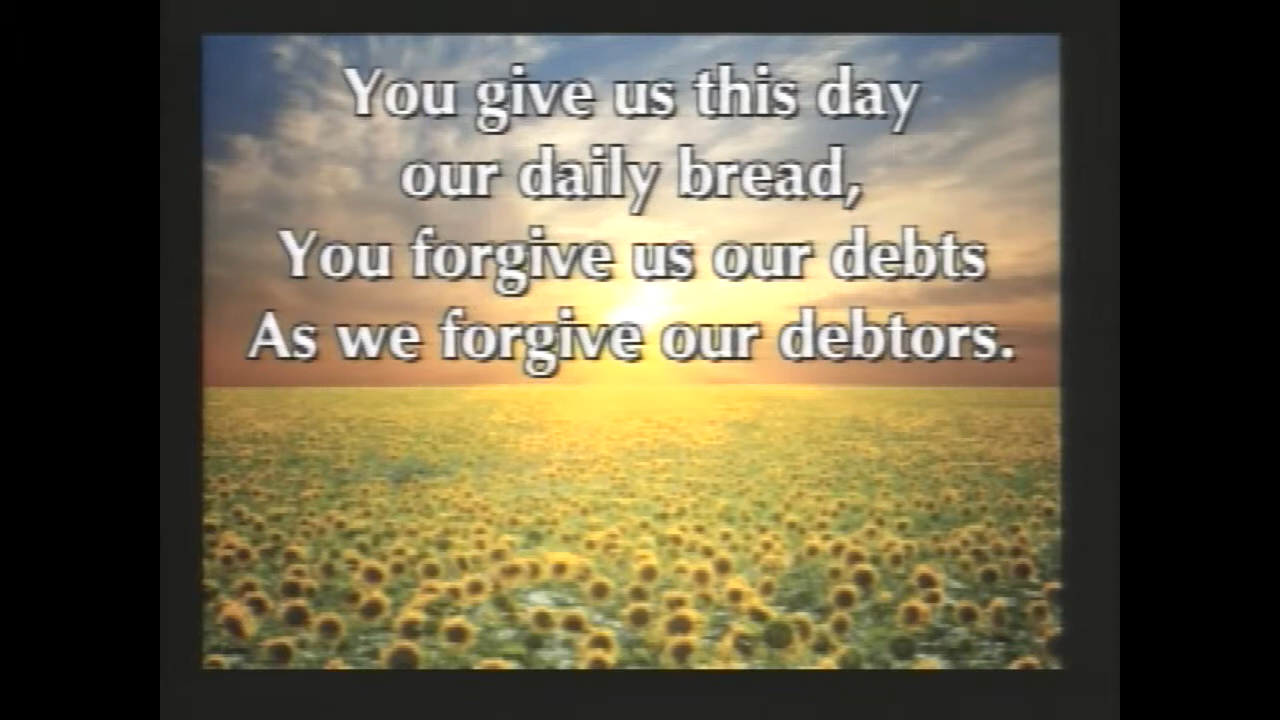 You give us this day
our daily bread,
You forgive us our debts
As we forgive our debtors.